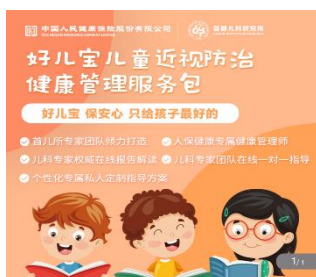 中国人民健康保险股份有限公司 首都儿科研究所
好儿宝儿童近视防治
健康管理服务包
好儿宝 保安心 只给孩子最好的
首儿所专家团队倾力打造 人保健康专属健康管理师
儿科专家权威在线报告解读 儿科专家团队在线一对一指导
个性化专属私人定制指导方案
1/1